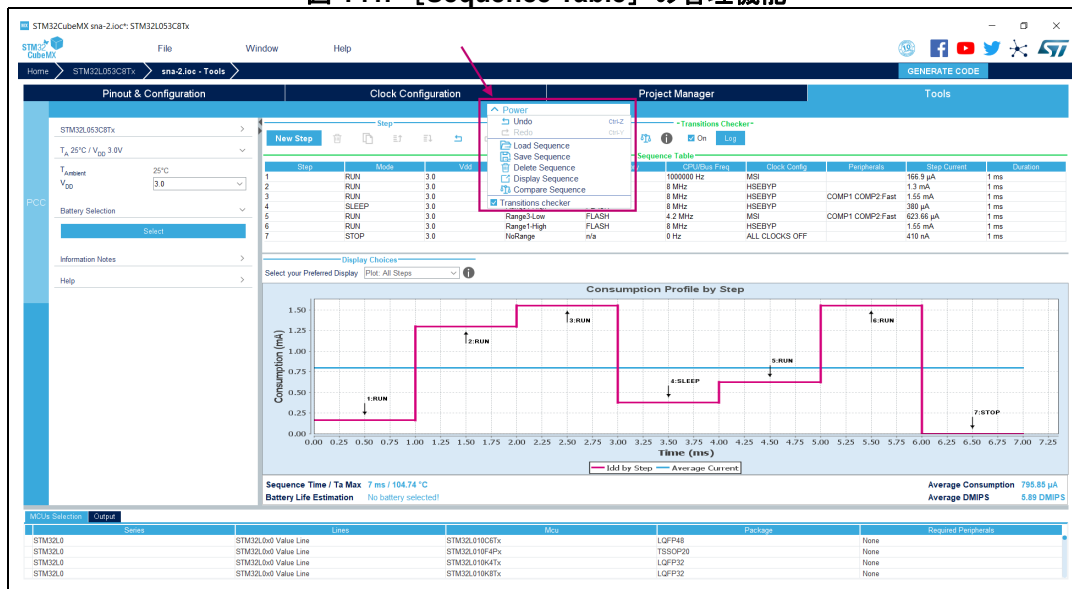 図 111. [Sequence Table] の管理機能
STM32CubeMX sna-2.ioc*: STM32L053C8Tx
STM32
CubeMX
File
Window
Help
Home
STM32L053C8Tx
sna-2.ioc - Tools
GENERATE CODE
Pinout & Configuration
Clock Configuration
Project Manager
Tools
Power
Undo Ctrl-Z
Redo Ctrl-Y
Load Sequence
Save Sequence
Delete Sequence
Display Sequence
Compare Sequence
Transitions checker
PCC
STM32L053C8Tx
TA 25°C / VDD 3.0V
TAmbient 25°C
VDD 3.0
Battery Selection
Select
Information Notes
Help
Step
New Step
Transitions Checker
On Log
Sequence Table
Step Mode Vdd CPU/Bus Freq Clock Config Peripherals Step Current Duration
1 RUN 3.0 1000000 Hz MSI 166.9 µA 1 ms
2 RUN 3.0 8 MHz HSEBYP 1.3 mA 1 ms
3 RUN 3.0 8 MHz HSEBYP COMP1 COMP2:Fast 1.55 mA 1 ms
4 SLEEP 3.0 8 MHz HSEBYP 380 µA 1 ms
5 RUN 3.0 Range3-Low FLASH 4.2 MHz MSI COMP1 COMP2:Fast 623.66 µA 1 ms
6 RUN 3.0 Range1-High FLASH 8 MHz HSEBYP 1.55 mA 1 ms
7 STOP 3.0 NoRange n/a 0 Hz ALL CLOCKS OFF 410 nA 1 ms
Display Choices
Select your Preferred Display Plot: All Steps
Consumption Profile by Step
Consumption (mA)
1.50
1.25
1.00
0.75
0.50
0.25
0.00
1:RUN
2:RUN
3:RUN
4:SLEEP
5:RUN
6:RUN
7:STOP
0.00 0.25 0.50 0.75 1.00 1.25 1.50 1.75 2.00 2.25 2.50 2.75 3.00 3.25 3.50 3.75 4.00 4.25 4.50 4.75 5.00 5.25 5.50 5.75 6.00 6.25 6.50 6.75 7.00 7.25
Time (ms)
Idd by Step Average Current
Sequence Time / Ta Max 7 ms / 104.74 °C
Average Consumption 795.85 µA
Battery Life Estimation No battery selected!
Average DMIPS 5.89 DMIPS
MCUs Selection Output
Series Lines Mcu Package Required Peripherals
STM32L0 STM32L0x0 Value Line STM32L010C6Tx LQFP48 None
STM32L0 STM32L0x0 Value Line STM32L010F4Px TSSOP20 None
STM32L0 STM32L0x0 Value Line STM32L010K4Tx LQFP32 None
STM32L0 STM32L0x0 Value Line STM32L010K8Tx LQFP32 None